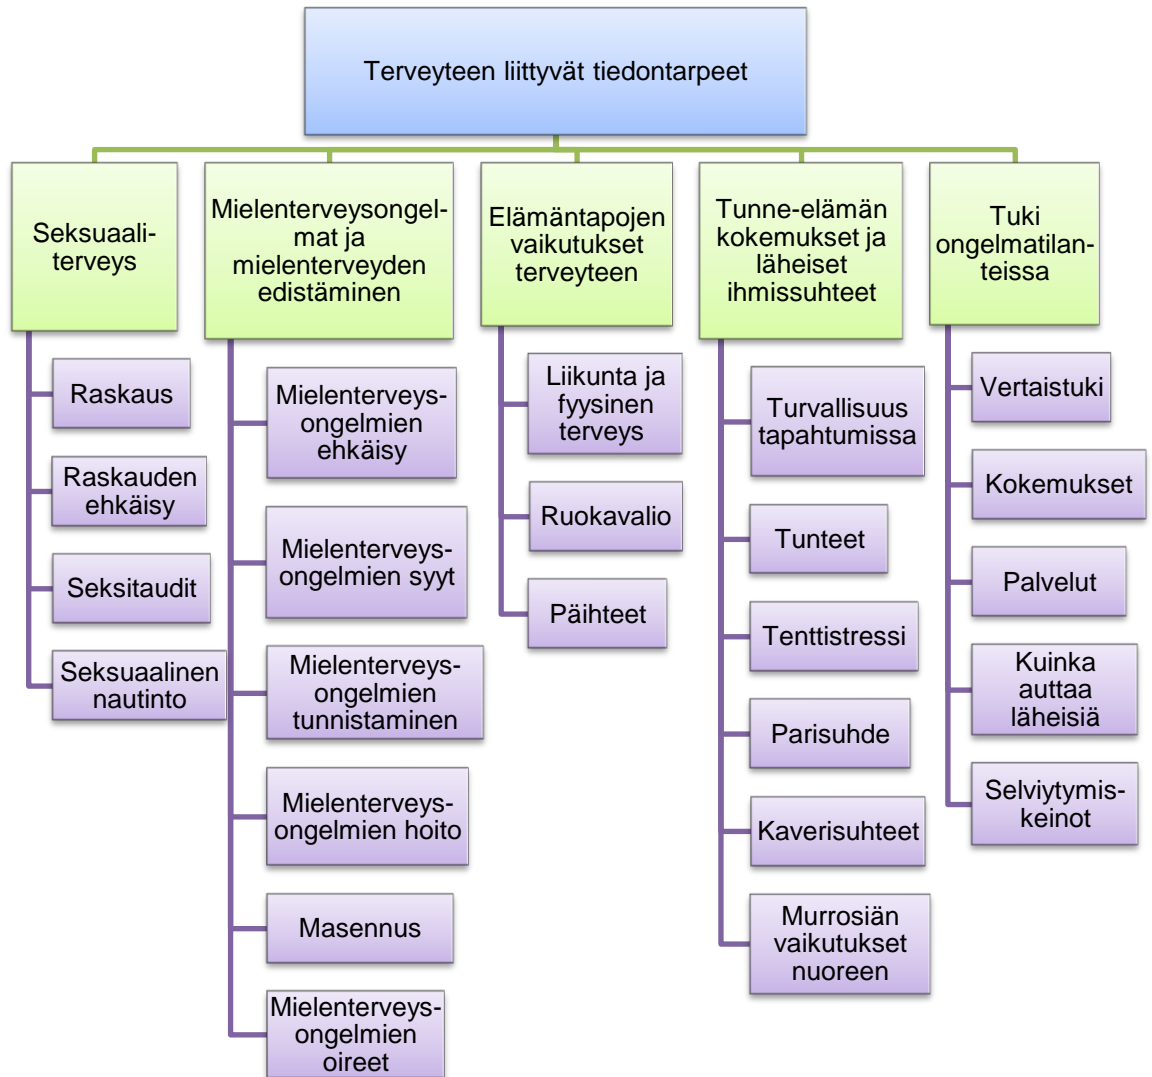 Terveyteen liittyvät tiedontarpeet
Seksuaali-
terveys
Raskaus
Raskauden
ehkäisy
Seksitaudit
Seksuaalinen
nautinto
Mielenterveysongel-
mat ja
mielenterveyden
edistäminen
Mielenterveys-
ongelmien
ehkäisy
Mielenterveys-
ongelmien syyt
Mielenterveys-
ongelmien
tunnistaminen
Mielenterveys-
ongelmien hoito
Masennus
Mielenterveys-
ongelmien
oireet
Elämäntapojen
vaikutukset
terveyteen
Liikunta ja
fyysinen
terveys
Ruokavalio
Päihteet
Tunne-elämän
kokemukset ja
läheiset
ihmissuhteet
Turvallisuus
tapahtumissa
Tunteet
Tenttistressi
Parisuhde
Kaverisuhteet
Murrosiän
vaikutukset
nuoreen
Tuki
ongelmatilan-
teissa
Vertaistuki
Kokemukset
Palvelut
Kuinka
auttaa
läheisiä
Selviytymis-
keinot